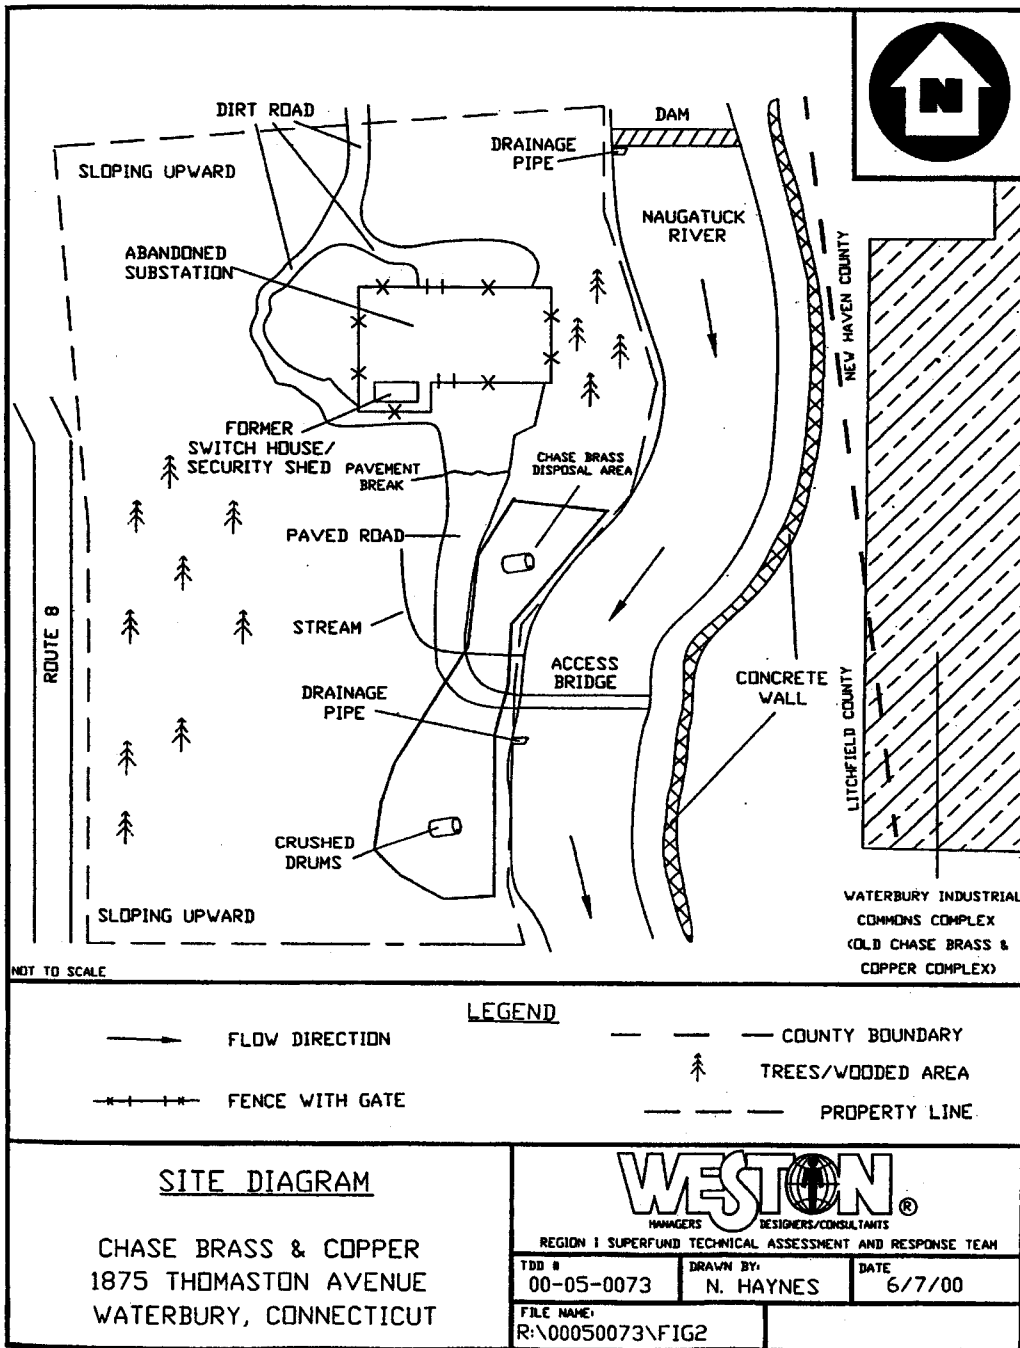 N
DIRT ROAD
DAM
DRAINAGE
PIPE
SLOPING UPWARD
NAUGATUCK
RIVER
ABANDONED
SUBSTATION
NEW HAVEN COUNTY
FORMER
SWITCH HOUSE/
SECURITY SHED
PAVEMENT
BREAK
CHASE BRASS
DISPOSAL AREA
PAVED ROAD
ROUTE 8
STREAM
ACCESS
BRIDGE
CONCRETE
WALL
DRAINAGE
PIPE
LITCHFIELD COUNTY
CRUSHED
DRUMS
SLOPING UPWARD
WATERBURY INDUSTRIAL
COMMONS COMPLEX
(OLD CHASE BRASS &
COPPER COMPLEX)
NOT TO SCALE
LEGEND
FLOW DIRECTION
COUNTY BOUNDARY
TREES/WOODED AREA
FENCE WITH GATE
PROPERTY LINE
SITE DIAGRAM
CHASE BRASS & COPPER
1875 THOMASTON AVENUE
WATERBURY, CONNECTICUT
WESTON ®
MANAGERS DESIGNERS/CONSULTANTS
REGION I SUPERFUND TECHNICAL ASSESSMENT AND RESPONSE TEAM
TDD #
00-05-0073
DRAWN BY:
N. HAYNES
DATE
6/7/00
FILE NAME:
R:\00050073\FIG2